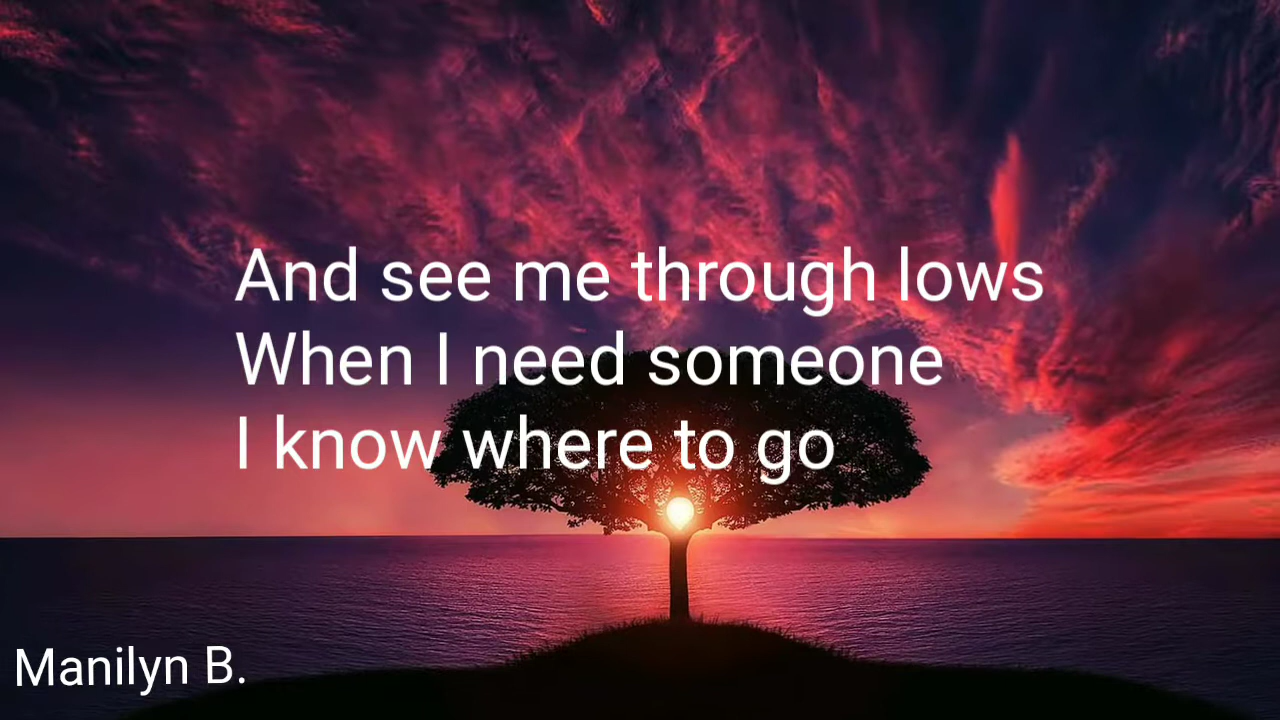 And see me through lows
When I need someone
I know where to go
Manilyn B.